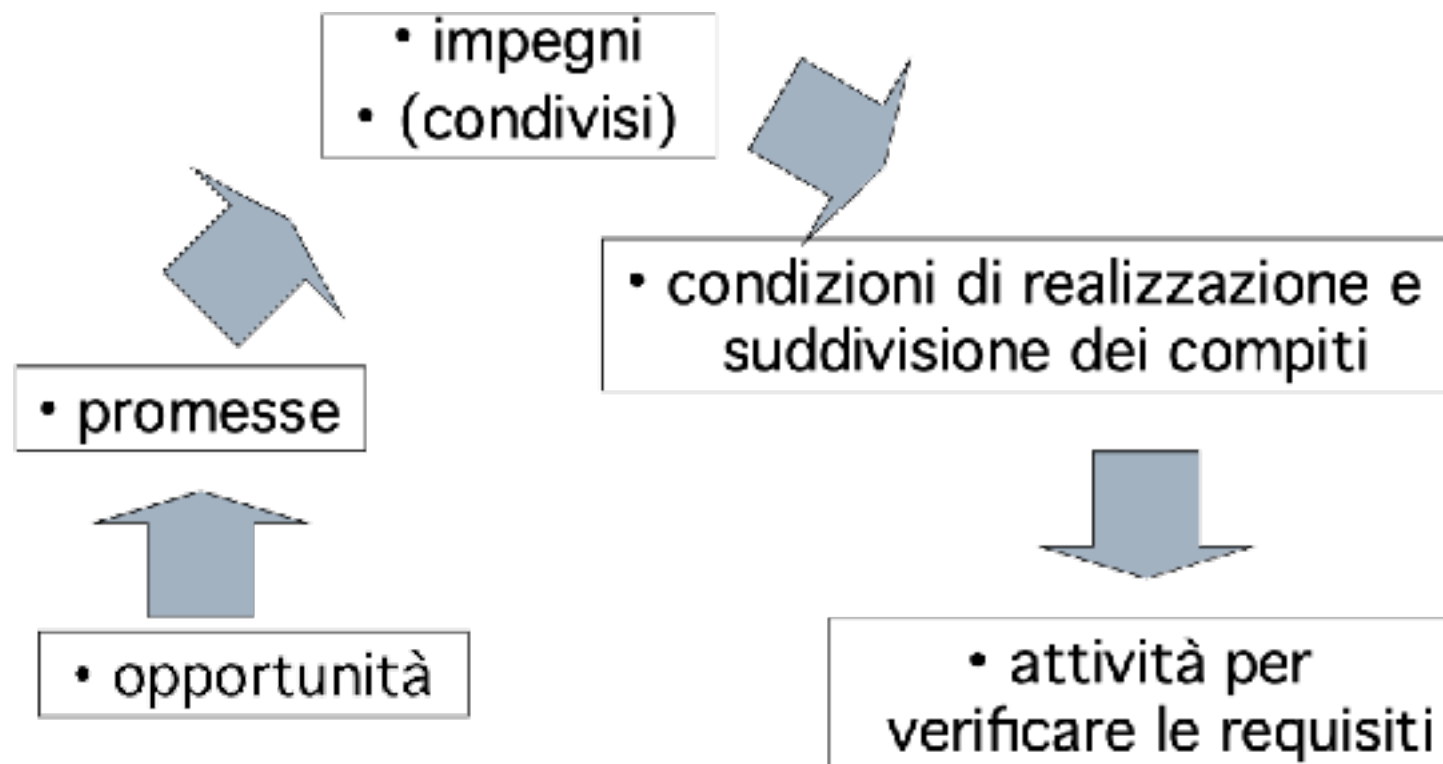 • impegni
• (condivisi)
• condizioni di realizzazione e
suddivisione dei compiti
• promesse
• opportunità
• attività per
verificare le requisiti